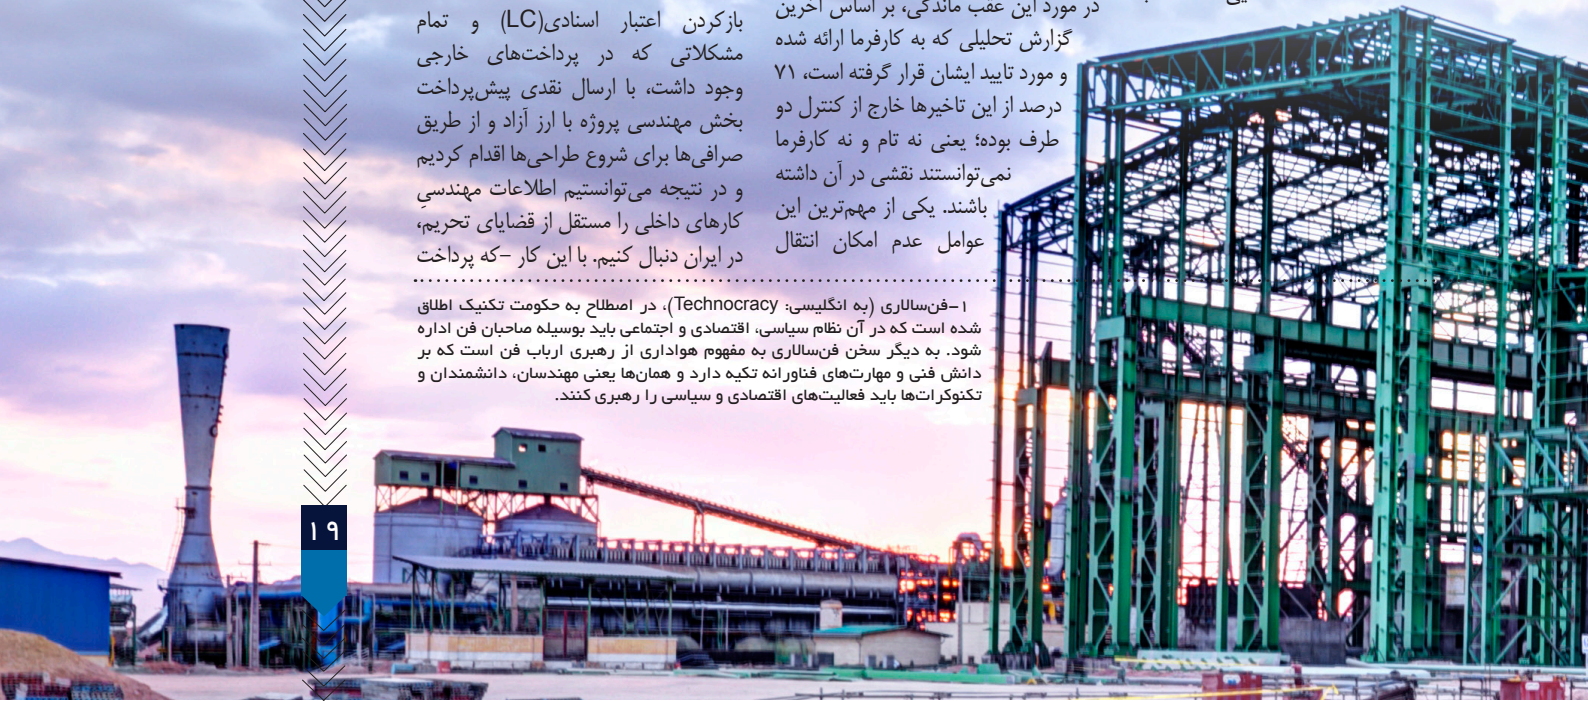 در مورد این عقب ماندگی، بر اساس آخرین
گزارش تحلیلی که به کارفرما ارائه شده
و مورد تایید ایشان قرار گرفته است، ۷۱
درصد از این تاخیرها خارج از کنترل دو
طرف بوده؛ یعنی نه تام و نه کارفرما
نمی‌توانستند نقشی در آن داشته
باشند. یکی از مهم‌ترین این
عوامل عدم امکان انتقال
بازکردن اعتبار اسنادی(LC) و تمام
مشکلاتی که در پرداخت‌های خارجی
وجود داشت، با ارسال نقدی پیش‌پرداخت
بخش مهندسی پروژه با ارز آزاد و از طریق
صرافی‌ها برای شروع طراحی‌ها اقدام کردیم
و در نتیجه می‌توانستیم اطلاعات مهندسیِ
کارهای داخلی را مستقل از قضایای تحریم،
در ایران دنبال کنیم. با این کار –که پرداخت
۱–فن‌سالاری (به انگلیسی: Technocracy)، در اصطلاح به حکومت تکنیک اطلاق
شده است که در آن نظام سیاسی، اقتصادی و اجتماعی باید بوسیله صاحبان فن اداره
شود. به دیگر سخن فن‌سالاری به مفهوم هواداری از رهبری ارباب فن است که بر
دانش فنی و مهارت‌های فناورانه تکیه دارد و همان‌ها یعنی مهندسان، دانشمندان و
تکنوکرات‌ها باید فعالیت‌های اقتصادی و سیاسی را رهبری کنند.
۱۹